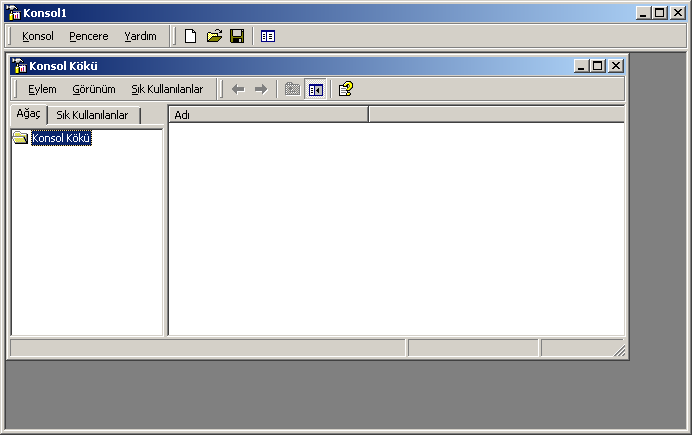 Konsol1
Konsol Pencere Yardım
Konsol Kökü
Eylem Görünüm Sık Kullanılanlar
Ağaç Sık Kullanılanlar
Adı
Konsol Kökü